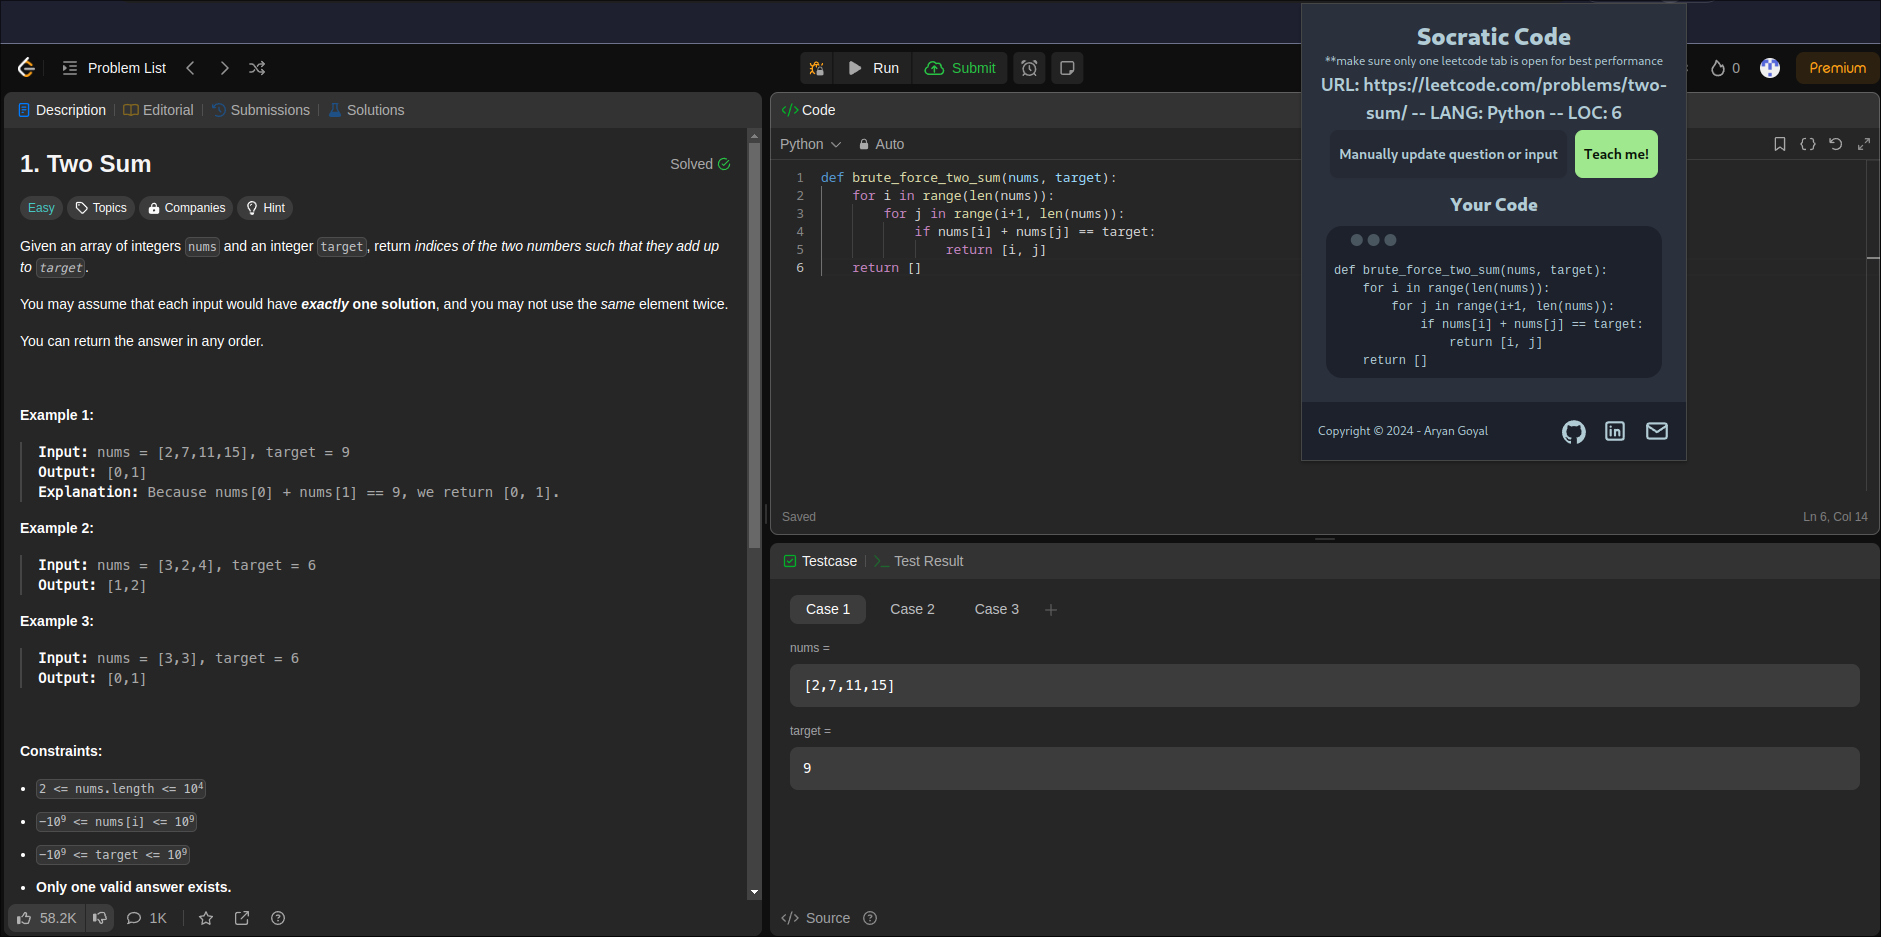 Problem List
Run
Submit
0
Premium
Description
Editorial
Submissions
Solutions
1. Two Sum
Solved
Easy
Topics
Companies
Hint
Given an array of integers nums and an integer target, return indices of the two numbers such that they add up
to target.
You may assume that each input would have exactly one solution, and you may not use the same element twice.
You can return the answer in any order.
Example 1:
Input: nums = [2,7,11,15], target = 9
Output: [0,1]
Explanation: Because nums[0] + nums[1] == 9, we return [0, 1].
Example 2:
Input: nums = [3,2,4], target = 6
Output: [1,2]
Example 3:
Input: nums = [3,3], target = 6
Output: [0,1]
Constraints:
2 <= nums.length <= 10⁴
−10⁹ <= nums[i] <= 10⁹
−10⁹ <= target <= 10⁹
Only one valid answer exists.
58.2K
1K
Code
Python
Auto
1 def brute_force_two_sum(nums, target):
2     for i in range(len(nums)):
3         for j in range(i+1, len(nums)):
4             if nums[i] + nums[j] == target:
5                 return [i, j]
6     return []
Saved
Ln 6, Col 14
Testcase
Test Result
Case 1
Case 2
Case 3
nums =
[2,7,11,15]
target =
9
Source
Socratic Code
**make sure only one leetcode tab is open for best performance
URL: https://leetcode.com/problems/two-
sum/ -- LANG: Python -- LOC: 6
Manually update question or input
Teach me!
Your Code
def brute_force_two_sum(nums, target):
    for i in range(len(nums)):
        for j in range(i+1, len(nums)):
            if nums[i] + nums[j] == target:
                return [i, j]
    return []
Copyright © 2024 - Aryan Goyal